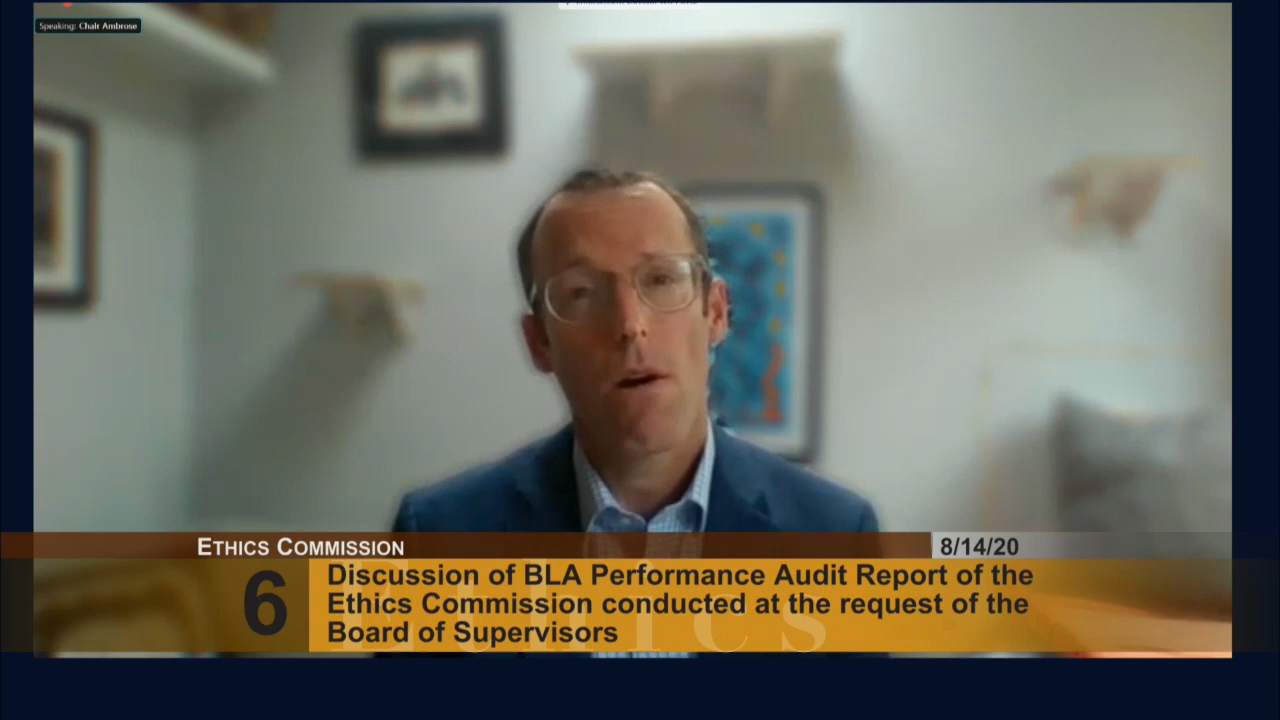 Speaking: Chair Ambrose
ETHICS COMMISSION
8/14/20
6
Discussion of BLA Performance Audit Report of the
Ethics Commission conducted at the request of the
Board of Supervisors
Ethics